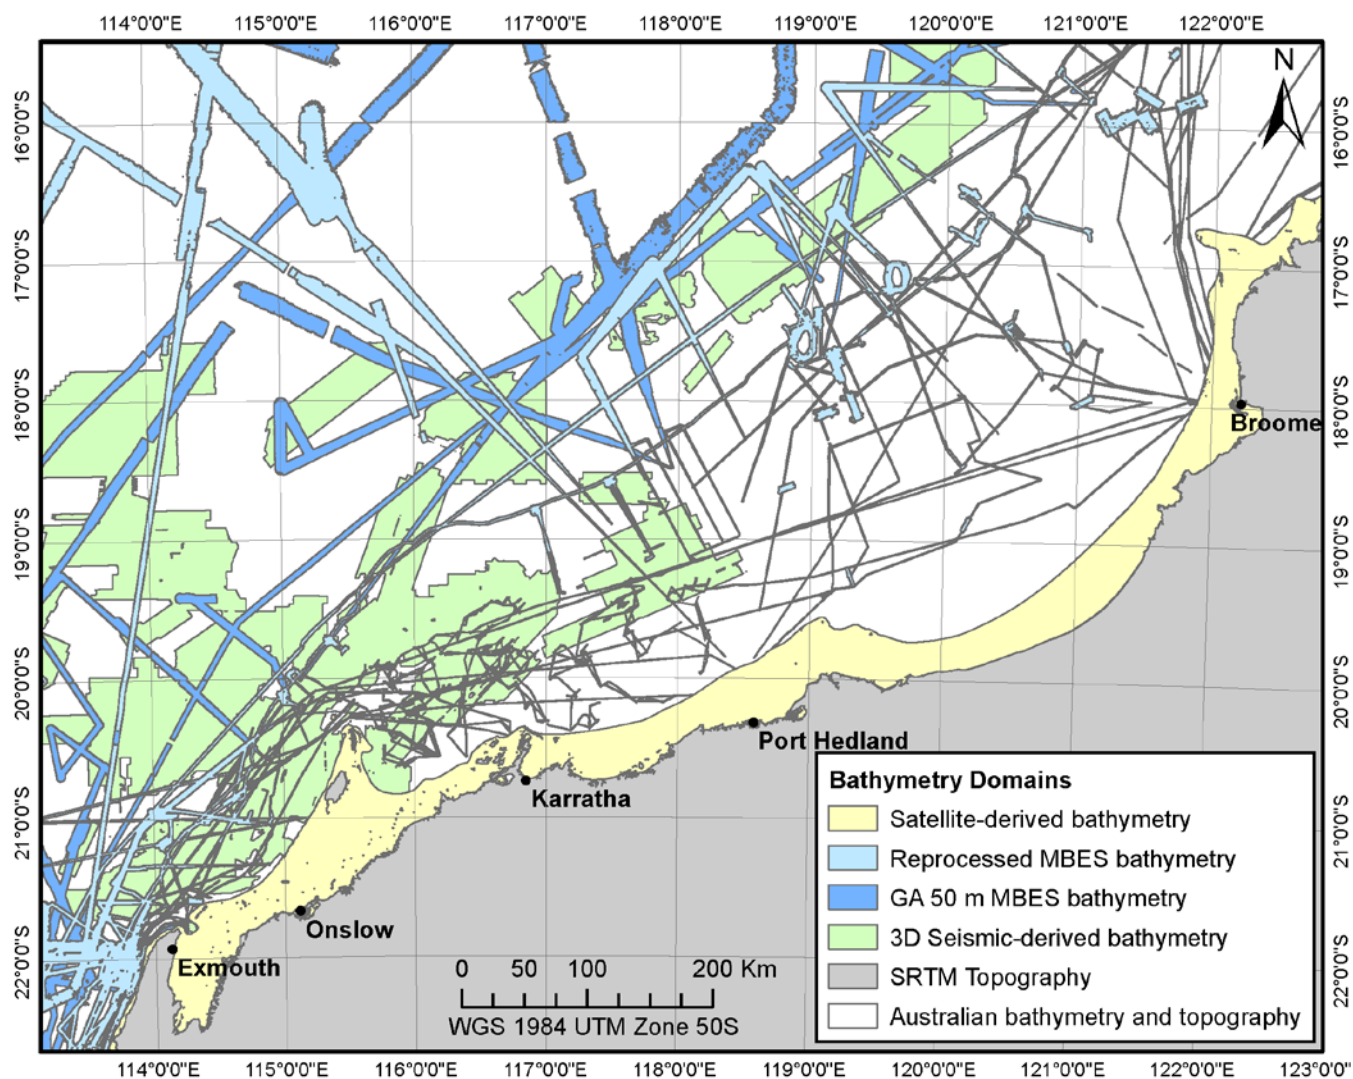 114°0'0"E 115°0'0"E 116°0'0"E 117°0'0"E 118°0'0"E 119°0'0"E 120°0'0"E 121°0'0"E 122°0'0"E
N
16°0'0"S 16°0'0"S
17°0'0"S 17°0'0"S
18°0'0"S 18°0'0"S
Broome
19°0'0"S 19°0'0"S
20°0'0"S 20°0'0"S
Port Hedland
Karratha
21°0'0"S 21°0'0"S
Onslow
Exmouth
22°0'0"S 22°0'0"S
Bathymetry Domains
Satellite-derived bathymetry
Reprocessed MBES bathymetry
GA 50 m MBES bathymetry
3D Seismic-derived bathymetry
SRTM Topography
Australian bathymetry and topography
0 50 100 200 Km
WGS 1984 UTM Zone 50S
114°0'0"E 115°0'0"E 116°0'0"E 117°0'0"E 118°0'0"E 119°0'0"E 120°0'0"E 121°0'0"E 122°0'0"E 123°0'0"